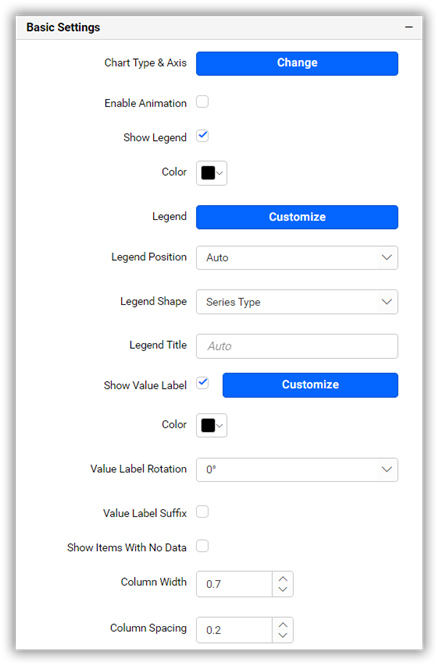 Basic Settings
Chart Type & Axis Change
Enable Animation
Show Legend
Color
Legend Customize
Legend Position Auto
Legend Shape Series Type
Legend Title Auto
Show Value Label Customize
Color
Value Label Rotation 0°
Value Label Suffix
Show Items With No Data
Column Width 0.7
Column Spacing 0.2